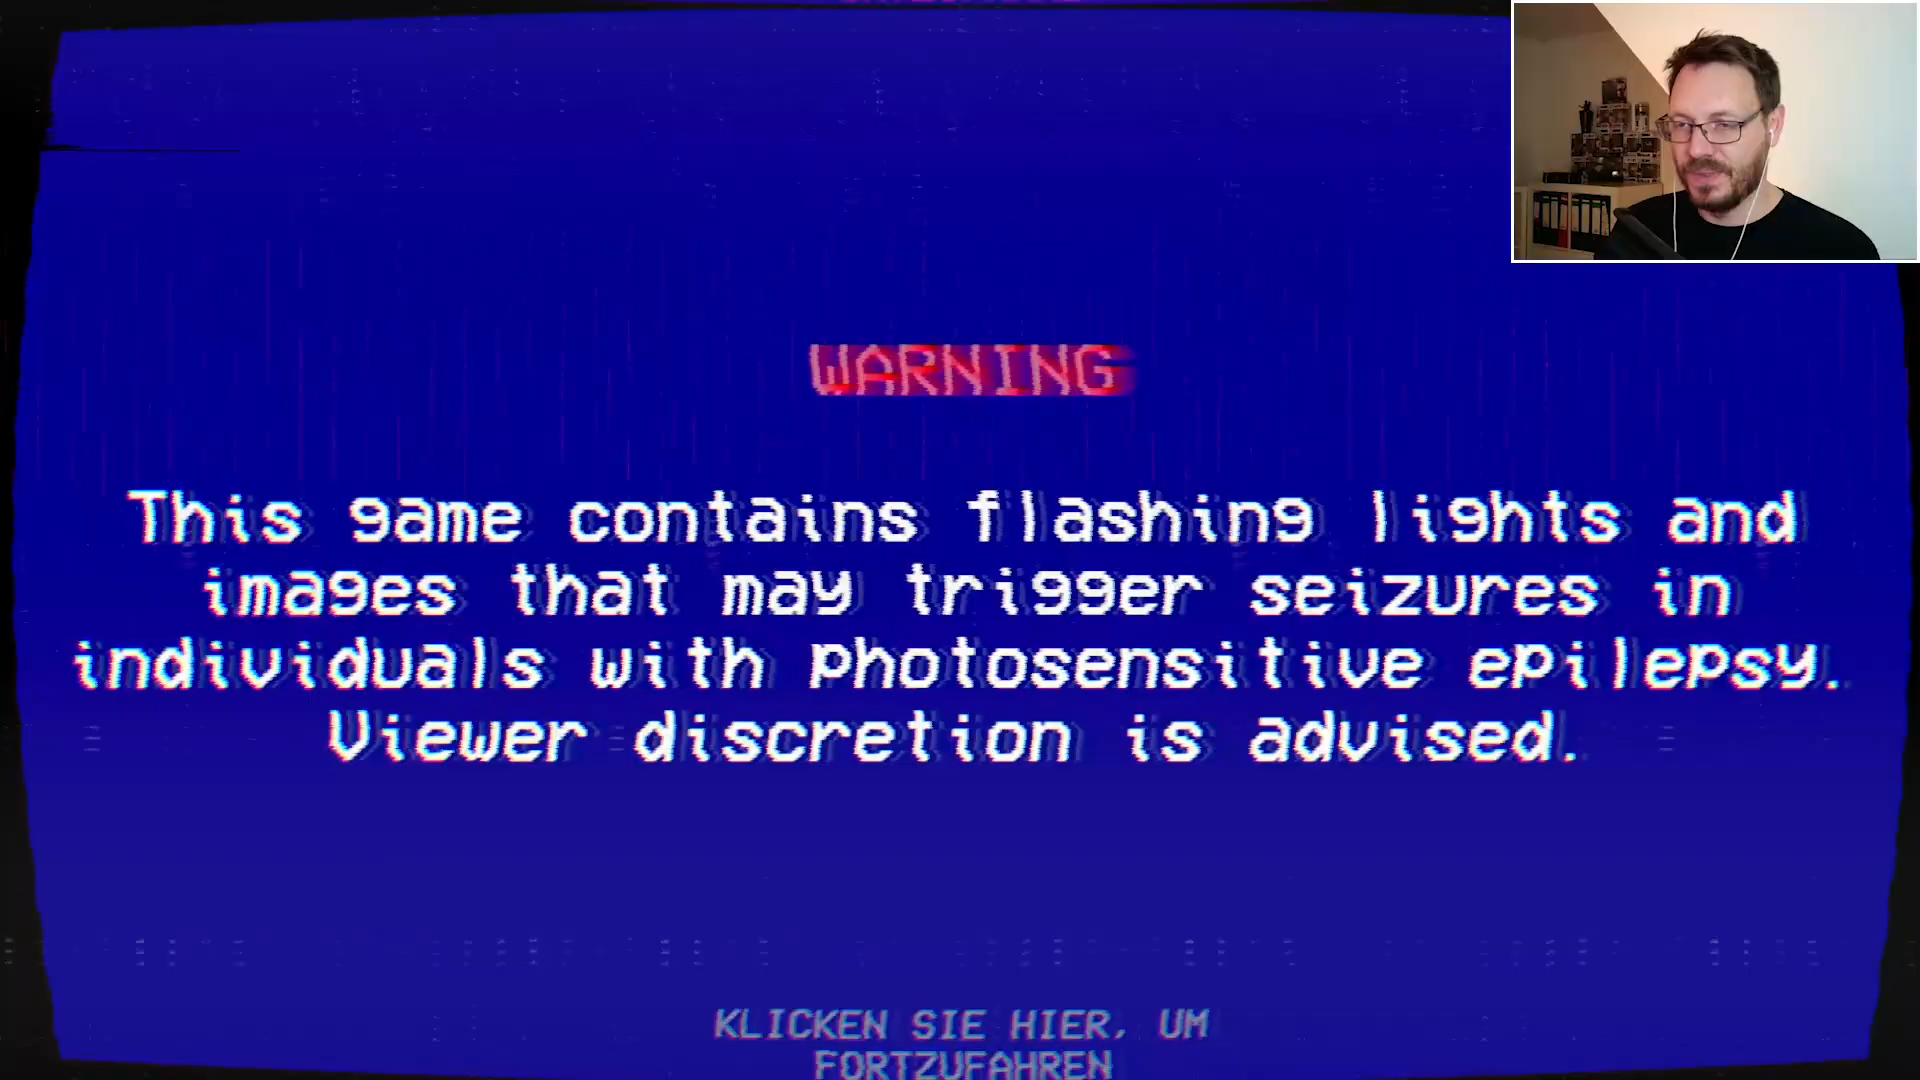 WARNING
This game contains flashing lights and
images that may trigger seizures in
individuals with photosensitive epilepsy.
Viewer discretion is advised.
KLICKEN SIE HIER, UM
FORTZUFAHREN